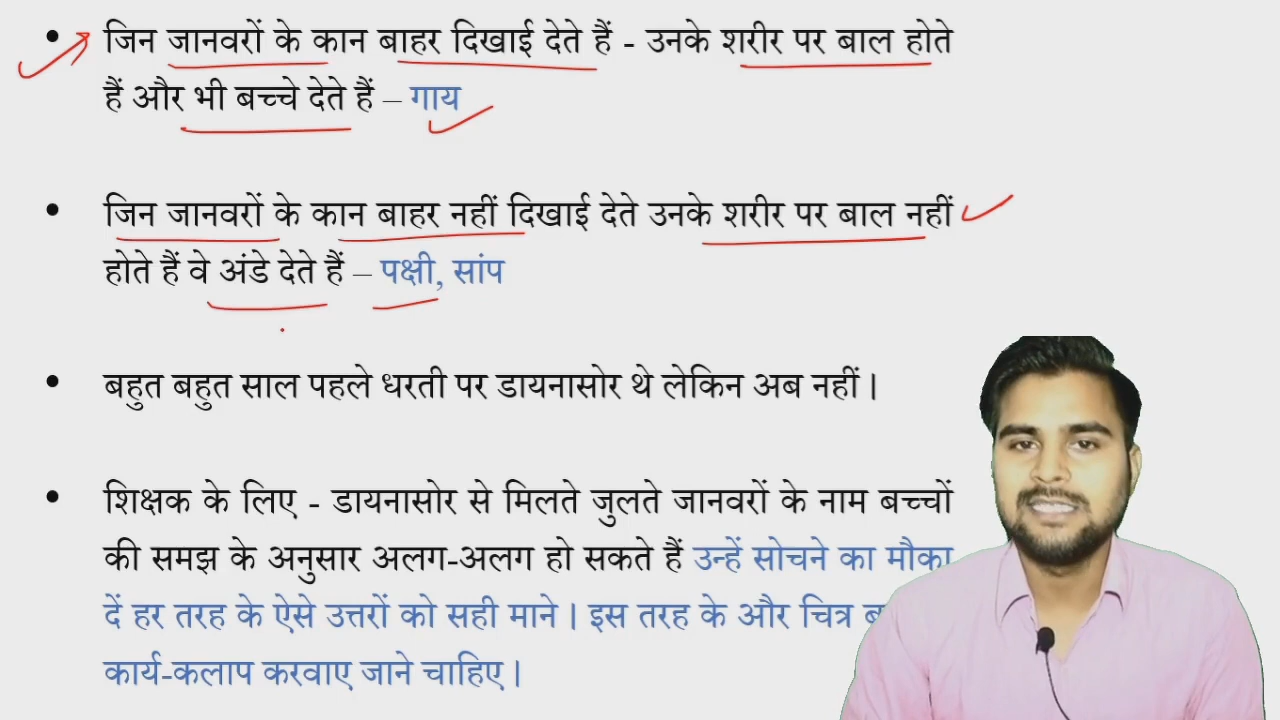 जिन जानवरों के कान बाहर दिखाई देते हैं - उनके शरीर पर बाल होते
हैं और भी बच्चे देते हैं – गाय
जिन जानवरों के कान बाहर नहीं दिखाई देते उनके शरीर पर बाल नहीं
होते हैं वे अंडे देते हैं – पक्षी, सांप
बहुत बहुत साल पहले धरती पर डायनासोर थे लेकिन अब नहीं।
शिक्षक के लिए - डायनासोर से मिलते जुलते जानवरों के नाम बच्चों
की समझ के अनुसार अलग-अलग हो सकते हैं उन्हें सोचने का मौका
दें हर तरह के ऐसे उत्तरों को सही माने। इस तरह के और चित्र
कार्य-कलाप करवाए जाने चाहिए।